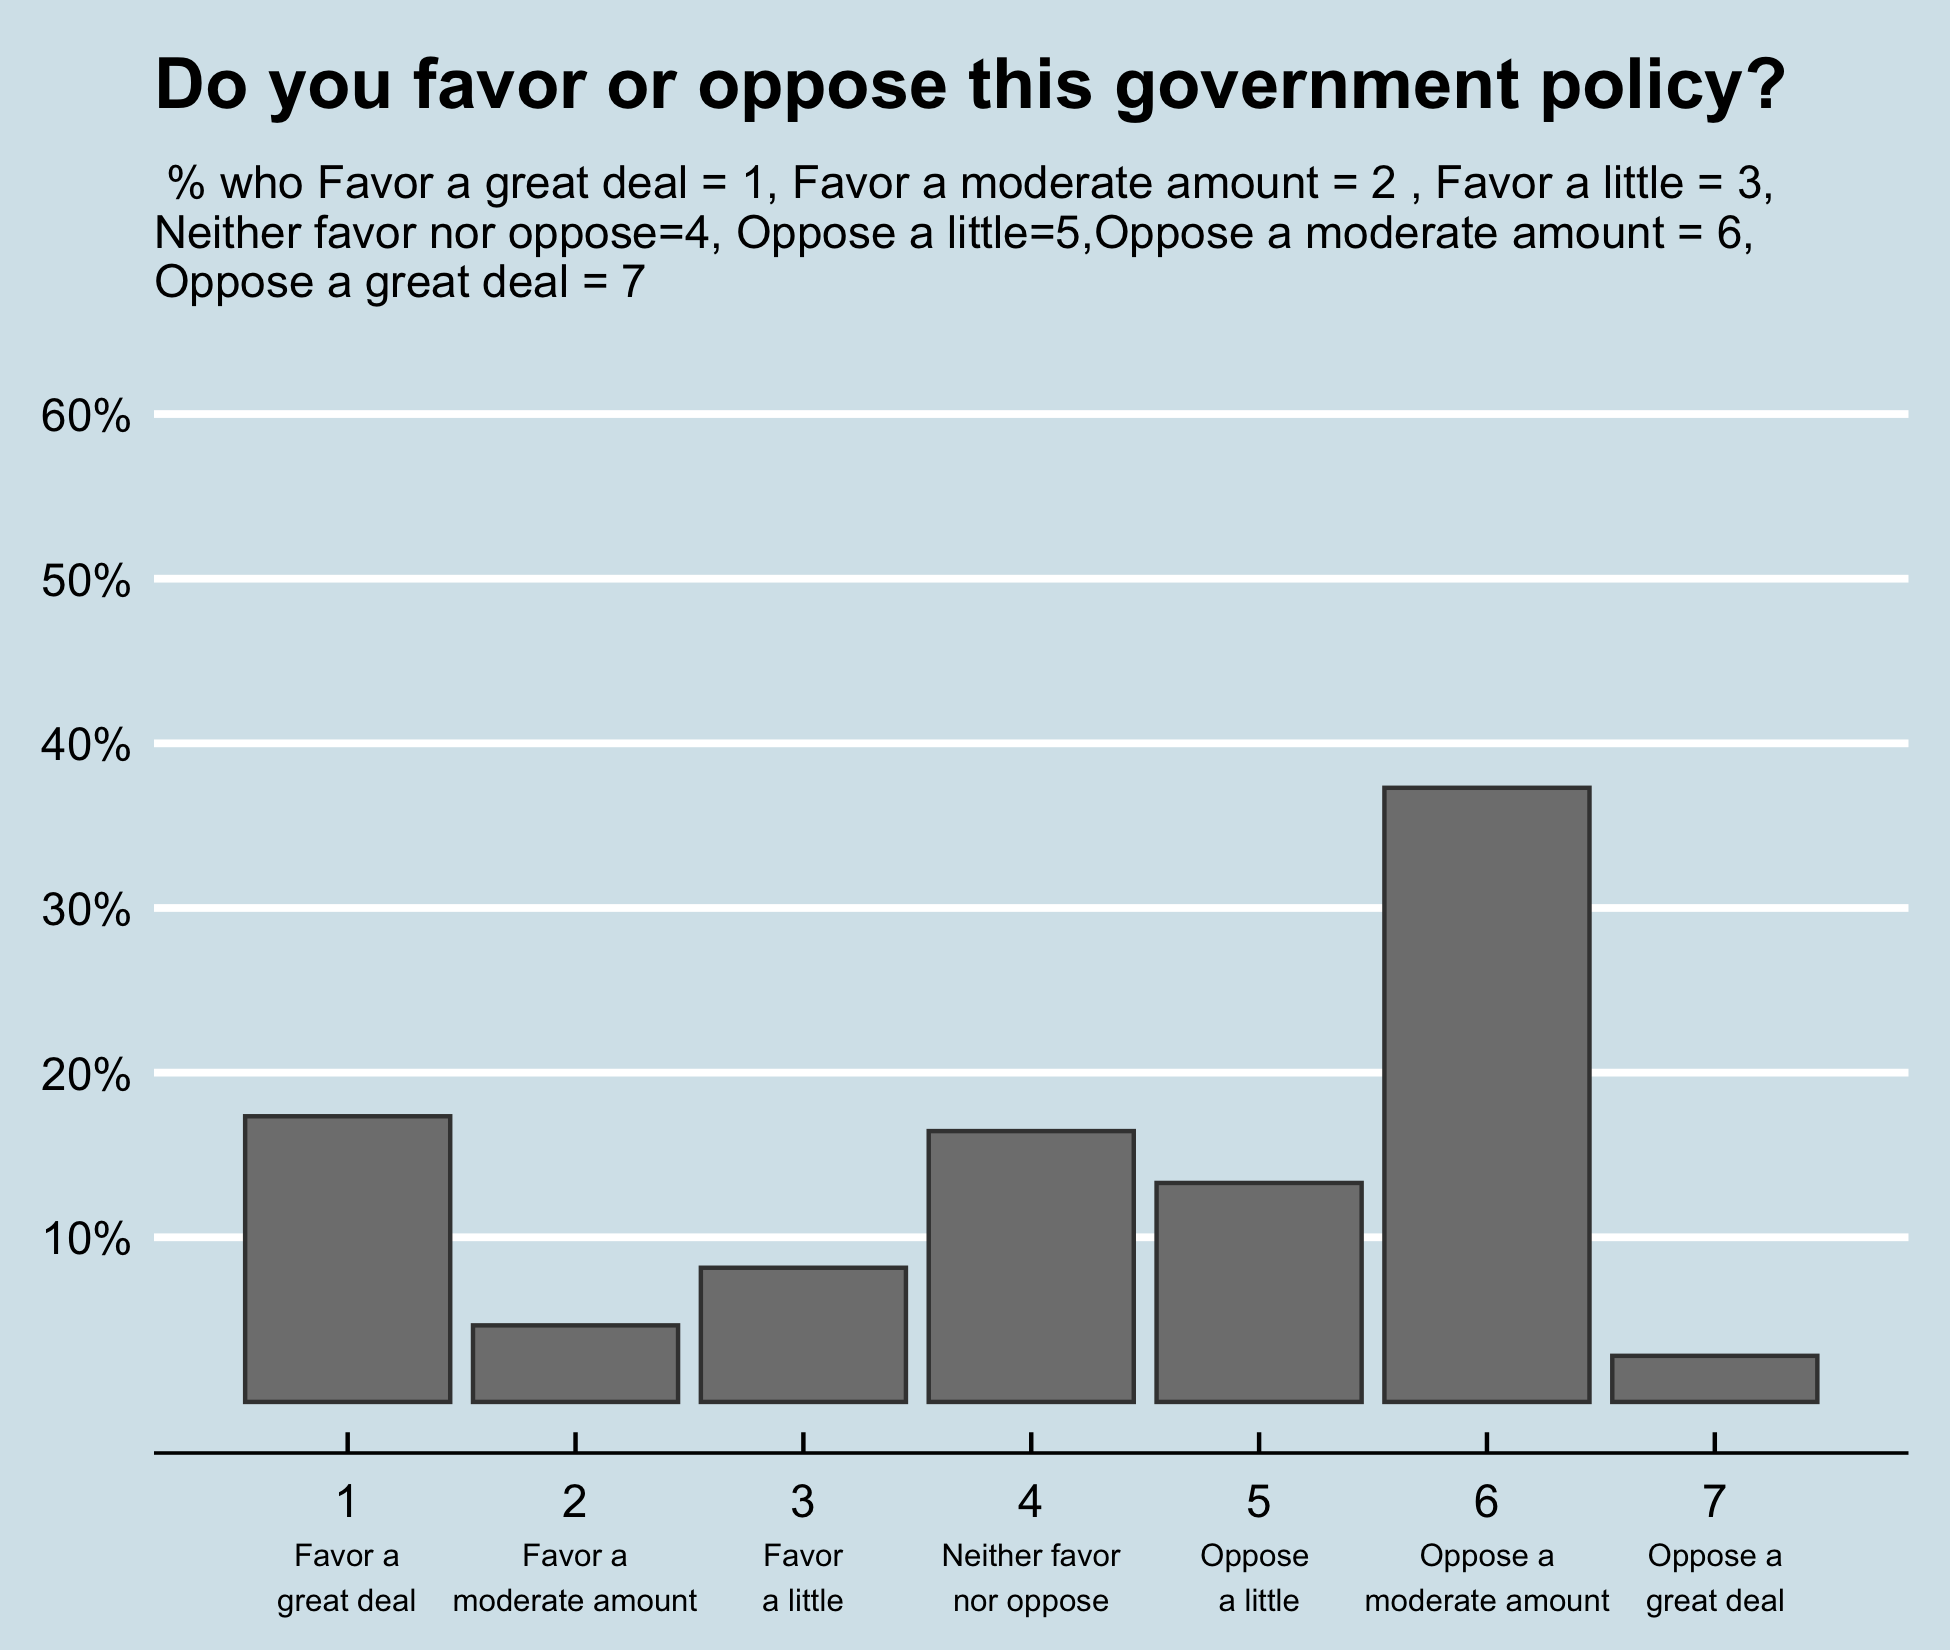 Do you favor or oppose this government policy?
% who Favor a great deal = 1, Favor a moderate amount = 2 , Favor a little = 3,
Neither favor nor oppose=4, Oppose a little=5,Oppose a moderate amount = 6,
Oppose a great deal = 7
60%
50%
40%
30%
20%
10%
1 2 3 4 5 6 7
Favor a Favor a Favor Neither favor Oppose Oppose a Oppose a
great deal moderate amount a little nor oppose a little moderate amount great deal